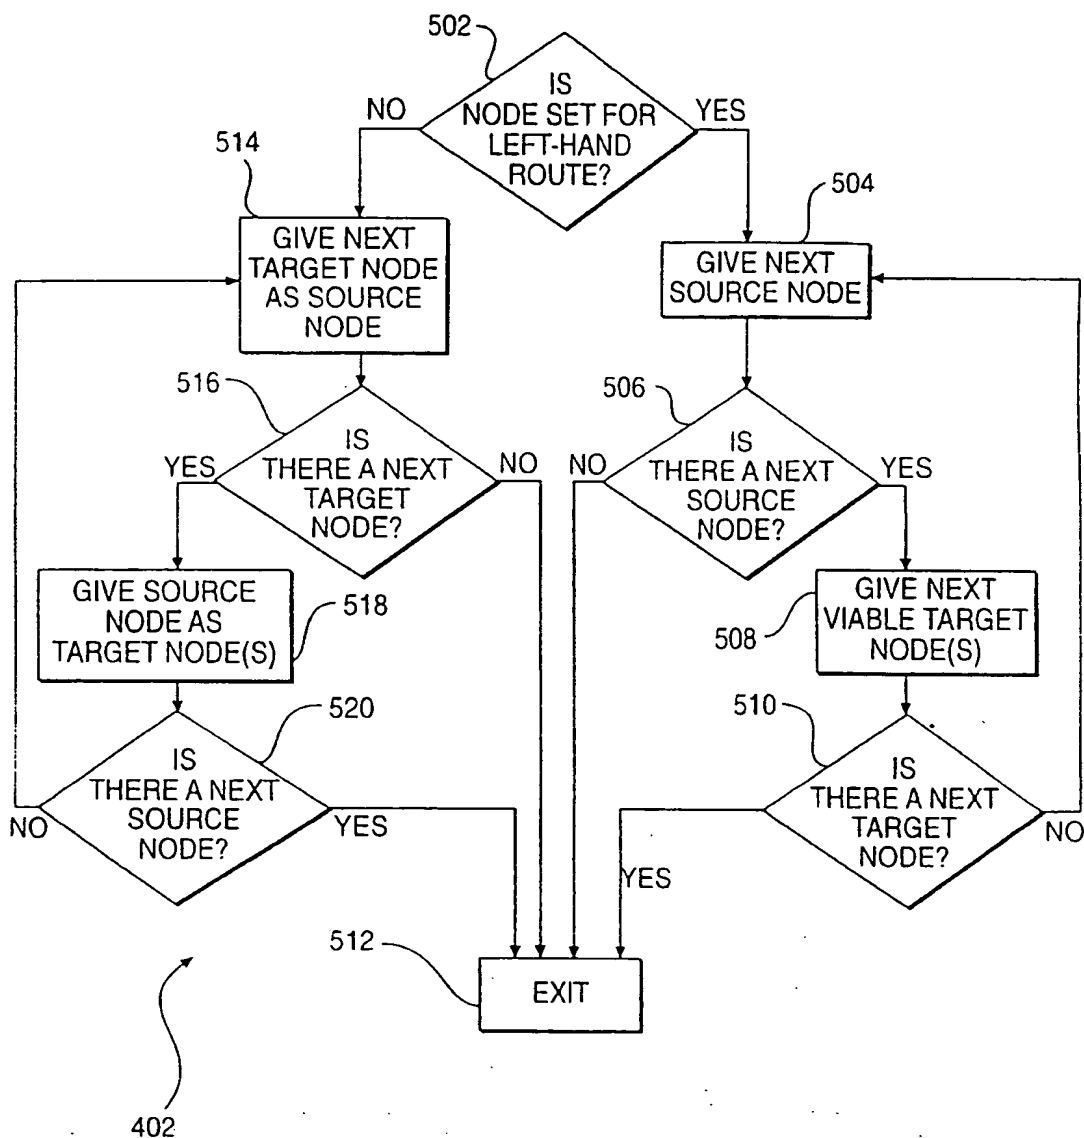 502
IS
NODE SET FOR
LEFT-HAND
ROUTE?
NO
YES
514
GIVE NEXT
TARGET NODE
AS SOURCE
NODE
504
GIVE NEXT
SOURCE NODE
516
IS
THERE A NEXT
TARGET
NODE?
YES
NO
506
IS
THERE A NEXT
SOURCE
NODE?
NO
YES
GIVE SOURCE
NODE AS
TARGET NODE(S)
518
GIVE NEXT
VIABLE TARGET
NODE(S)
508
520
IS
THERE A NEXT
SOURCE
NODE?
NO
YES
510
IS
THERE A NEXT
TARGET
NODE?
YES
NO
512
EXIT
402